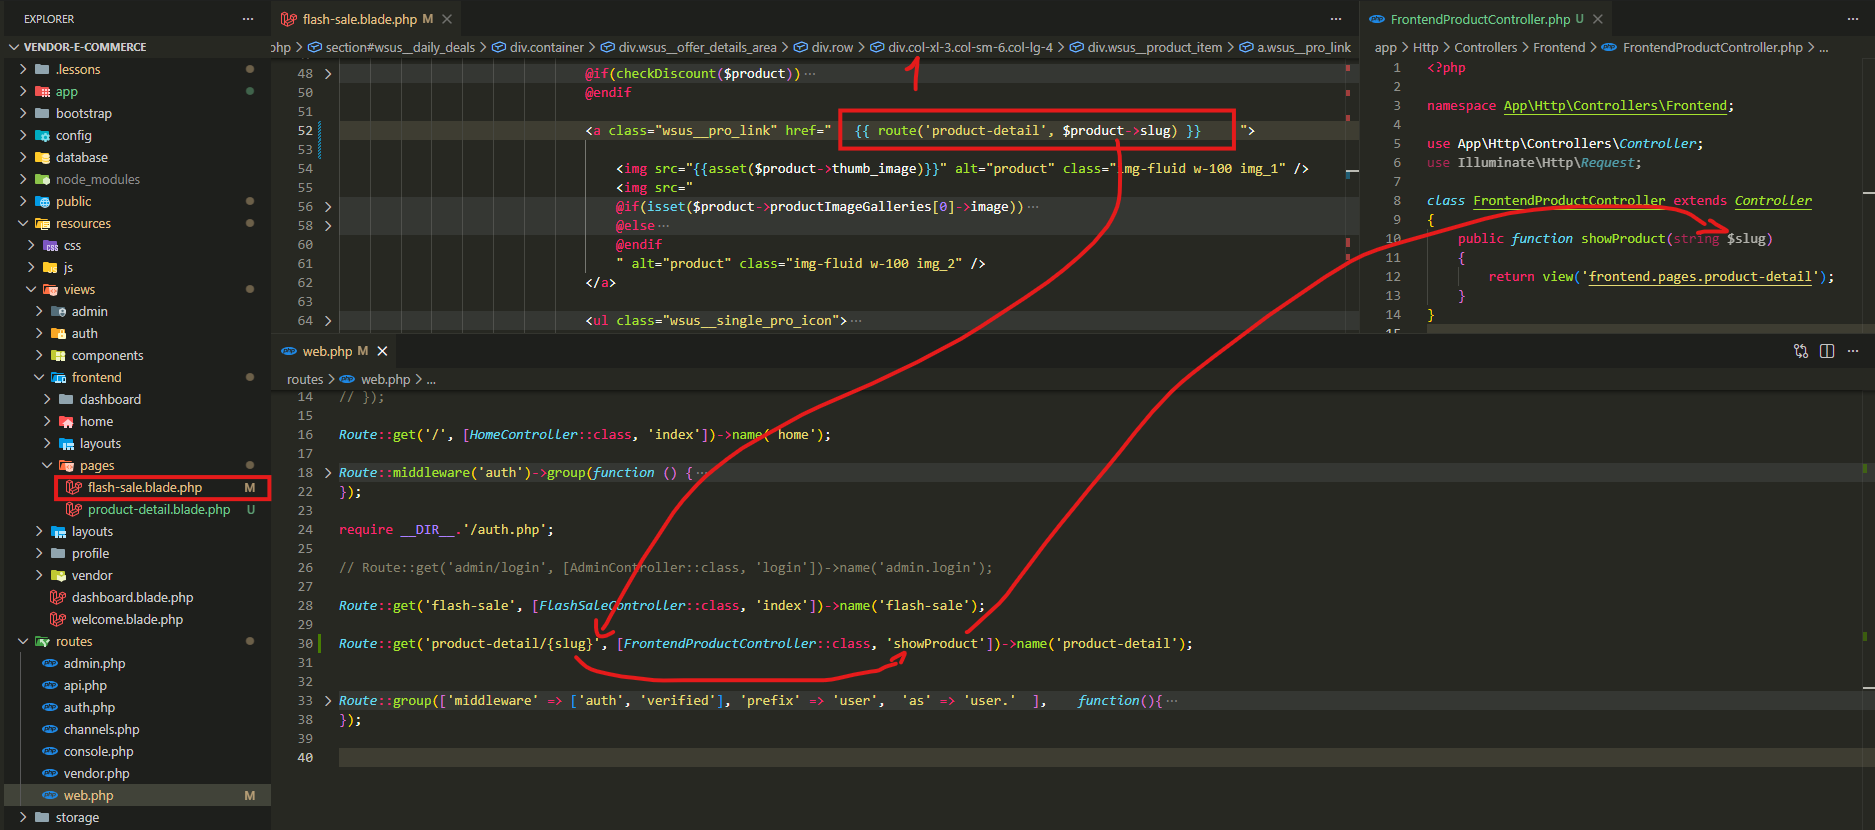 EXPLORER
VENDOR-E-COMMERCE
.lessons
app
bootstrap
config
database
node_modules
public
resources
css
js
views
admin
auth
components
frontend
dashboard
home
layouts
pages
flash-sale.blade.php M
product-detail.blade.php U
layouts
profile
vendor
dashboard.blade.php
welcome.blade.php
routes
admin.php
api.php
auth.php
channels.php
console.php
vendor.php
web.php M
storage
flash-sale.blade.php M
php > section#wsus__daily_deals > div.container > div.wsus__offer_details_area > div.row > div.col-xl-3.col-sm-6.col-lg-4 > div.wsus__product_item > a.wsus__pro_link
48 @if(checkDiscount($product)) ...
50 @endif
51
52 <a class="wsus__pro_link" href=" {{ route('product-detail', $product->slug) }} ">
53
54 <img src="{{asset($product->thumb_image)}}" alt="product" class="img-fluid w-100 img_1" />
55 <img src="
56 @if(isset($product->productImageGalleries[0]->image)) ...
58 @else ...
60 @endif
61 " alt="product" class="img-fluid w-100 img_2" />
62 </a>
63
64 <ul class="wsus__single_pro_icon"> ...
FrontendProductController.php U
app > Http > Controllers > Frontend > FrontendProductController.php > ...
1 <?php
2
3 namespace App\Http\Controllers\Frontend;
4
5 use App\Http\Controllers\Controller;
6 use Illuminate\Http\Request;
7
8 class FrontendProductController extends Controller
9 {
10 public function showProduct(string $slug)
11 {
12 return view('frontend.pages.product-detail');
13 }
14 }
15
web.php M
routes > web.php > ...
14 // });
15
16 Route::get('/', [HomeController::class, 'index'])->name('home');
17
18 Route::middleware('auth')->group(function () { ...
22 });
23
24 require __DIR__.'/auth.php';
25
26 // Route::get('admin/login', [AdminController::class, 'login'])->name('admin.login');
27
28 Route::get('flash-sale', [FlashSaleController::class, 'index'])->name('flash-sale');
29
30 Route::get('product-detail/{slug}', [FrontendProductController::class, 'showProduct'])->name('product-detail');
31
32
33 Route::group(['middleware' => ['auth', 'verified'], 'prefix' => 'user', 'as' => 'user.' ], function(){ ...
38 });
39
40